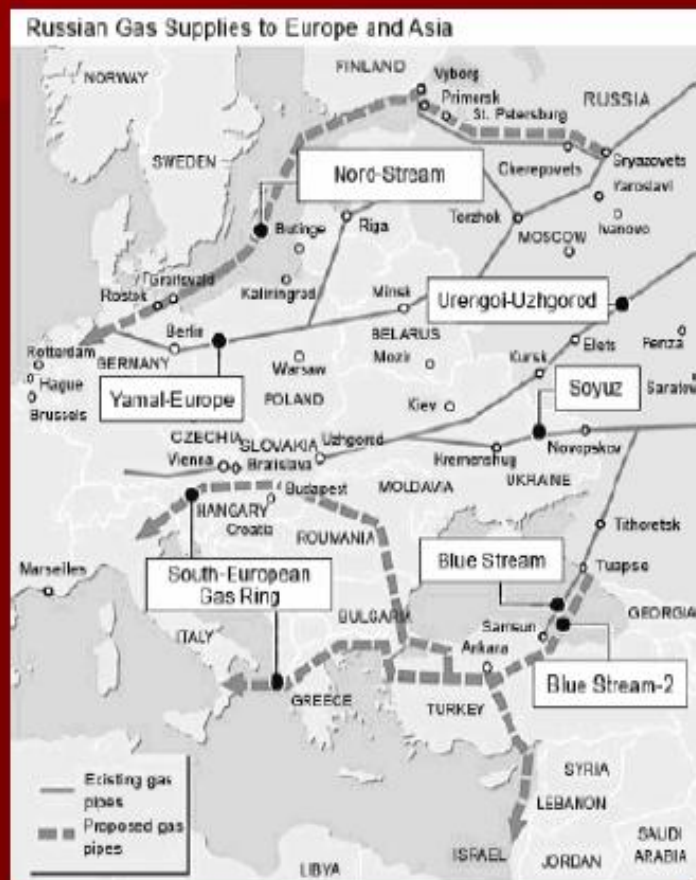 Russian Gas Supplies to Europe and Asia
NORWAY
FINLAND
Vyborg
Primorsk
St. Petersburg
RUSSIA
SWEDEN
Cherepovets
Gryazovets
Nord-Stream
Yaroslavl
Butinge
Riga
Torzhok
Ivanovo
MOSCOW
Graifsvald
Rostok
Kaliningrad
Minsk
Urengoi-Uzhgorod
Berlin
BELARUS
Elets
Penza
Rotterdam
GERMANY
Warsaw
Mozir
Kursk
Hague
Yamal-Europe
Soyuz
Saratov
Brussels
POLAND
Kiev
CZECHIA
SLOVAKIA
Uzhgorod
Novopskov
Vienna
Bratislava
Kremenshug
UKRAINE
Budapest
MOLDAVIA
HANGARY
Croatia
ROUMANIA
Tithoretsk
Marseilles
South-European
Gas Ring
Blue Stream
Tuapse
BULGARIA
Samsun
GEORGIA
ITALY
Ankara
GREECE
TURKEY
Blue Stream-2
Existing gas
pipes
Proposed gas
pipes
SYRIA
LEBANON
ISRAEL
JORDAN
SAUDI
ARABIA
LIBYA